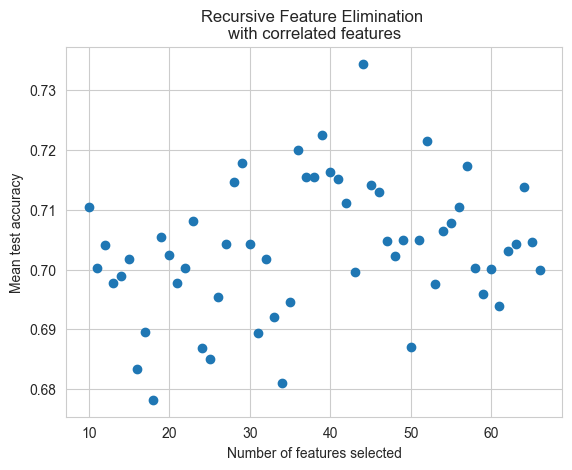 Recursive Feature Elimination
with correlated features
Mean test accuracy
0.73
0.72
0.71
0.70
0.69
0.68
10 20 30 40 50 60
Number of features selected